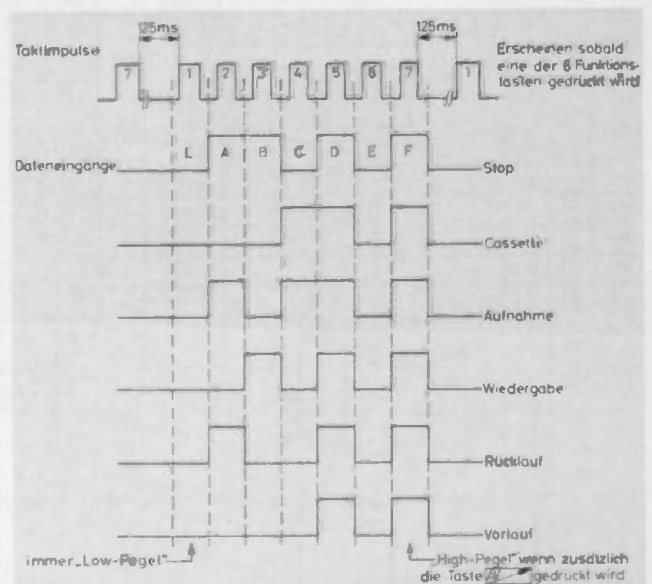 125ms
125ms
Taktimpulse
7 1 2 3 4 5 6 7 1
Erscheinen sobald
eine der 6 Funktions-
tasten gedrückt wird
Dateneingänge
L A B C D E F
Stop
Cassette
Aufnahme
Wiedergabe
Rücklauf
Vorlauf
immer „Low-Pegel"
„High-Pegel" wenn zusätzlich
die Taste AV gedrückt wird